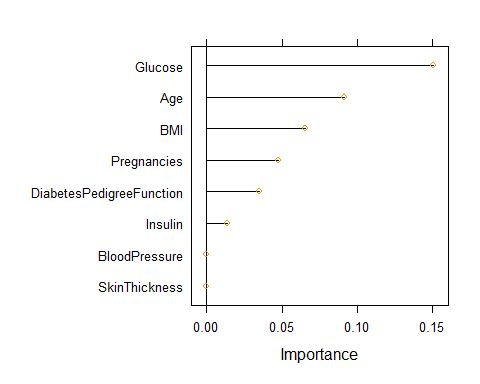 Glucose
Age
BMI
Pregnancies
DiabetesPedigreeFunction
Insulin
BloodPressure
SkinThickness
0.00 0.05 0.10 0.15
Importance